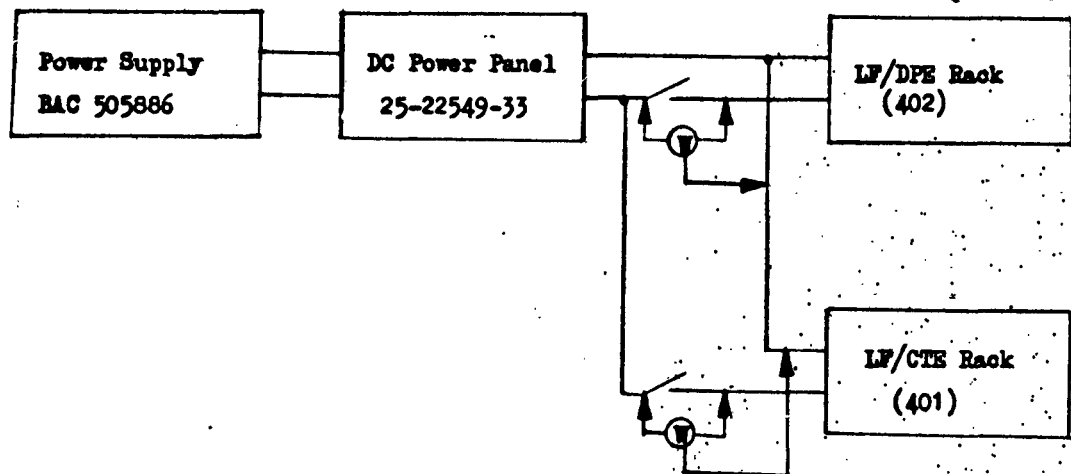 Power Supply
BAC 505886
DC Power Panel
25-22549-33
LF/DPE Rack
(402)
LF/CTE Rack
(401)
W
W